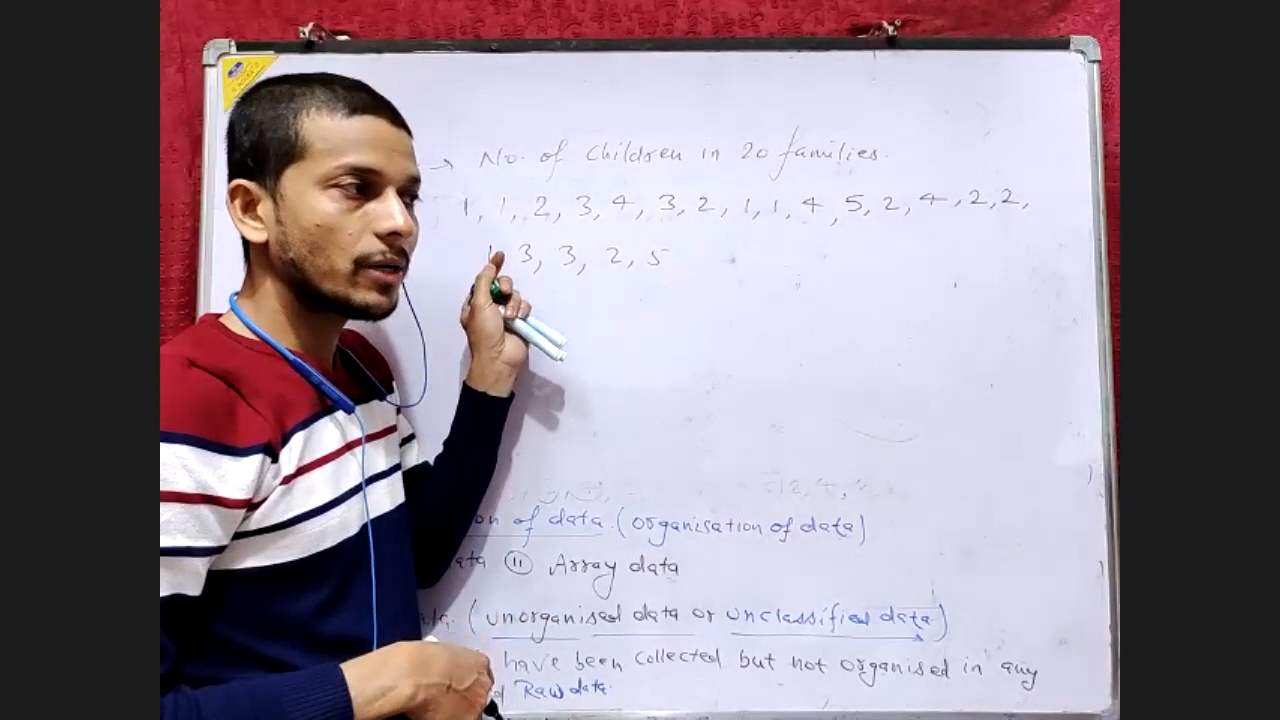 → No. of children in 20 families.
1, 1, 2, 3, 4, 3, 2, 1, 1, 4, 5, 2, 4, 2, 2,
1 3, 3, 2, 5
on of data. (organisation of data)
ata (ii) Array data
(unorganised data or unclassified data)
have been collected but not organised in any
Raw data.